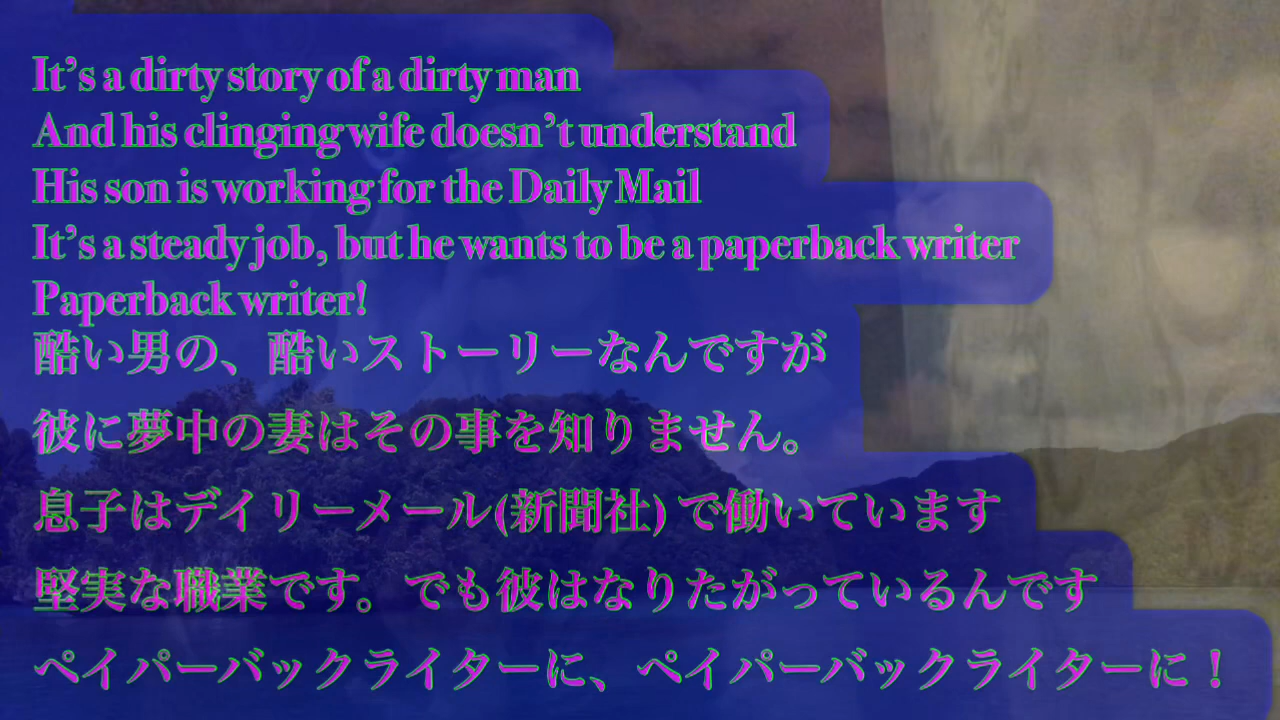 It’s a dirty story of a dirty man
And his clinging wife doesn’t understand
His son is working for the Daily Mail
It’s a steady job, but he wants to be a paperback writer
Paperback writer!
酷い男の、酷いストーリーなんですが
彼に夢中の妻はその事を知りません。
息子はデイリーメール(新聞社) で働いています
堅実な職業です。でも彼はなりたがっているんです
ペイパーバックライターに、ペイパーバックライターに！